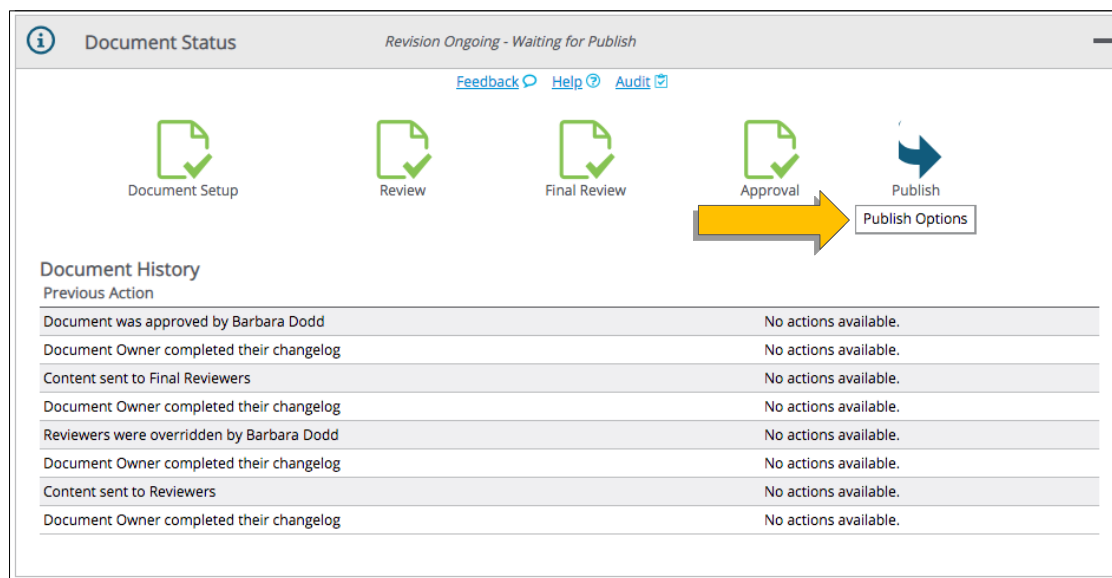 Document Status Revision Ongoing - Waiting for Publish
Feedback Help Audit
Document Setup Review Final Review Approval Publish
Publish Options
Document History
Previous Action
Document was approved by Barbara Dodd No actions available.
Document Owner completed their changelog No actions available.
Content sent to Final Reviewers No actions available.
Document Owner completed their changelog No actions available.
Reviewers were overridden by Barbara Dodd No actions available.
Document Owner completed their changelog No actions available.
Content sent to Reviewers No actions available.
Document Owner completed their changelog No actions available.